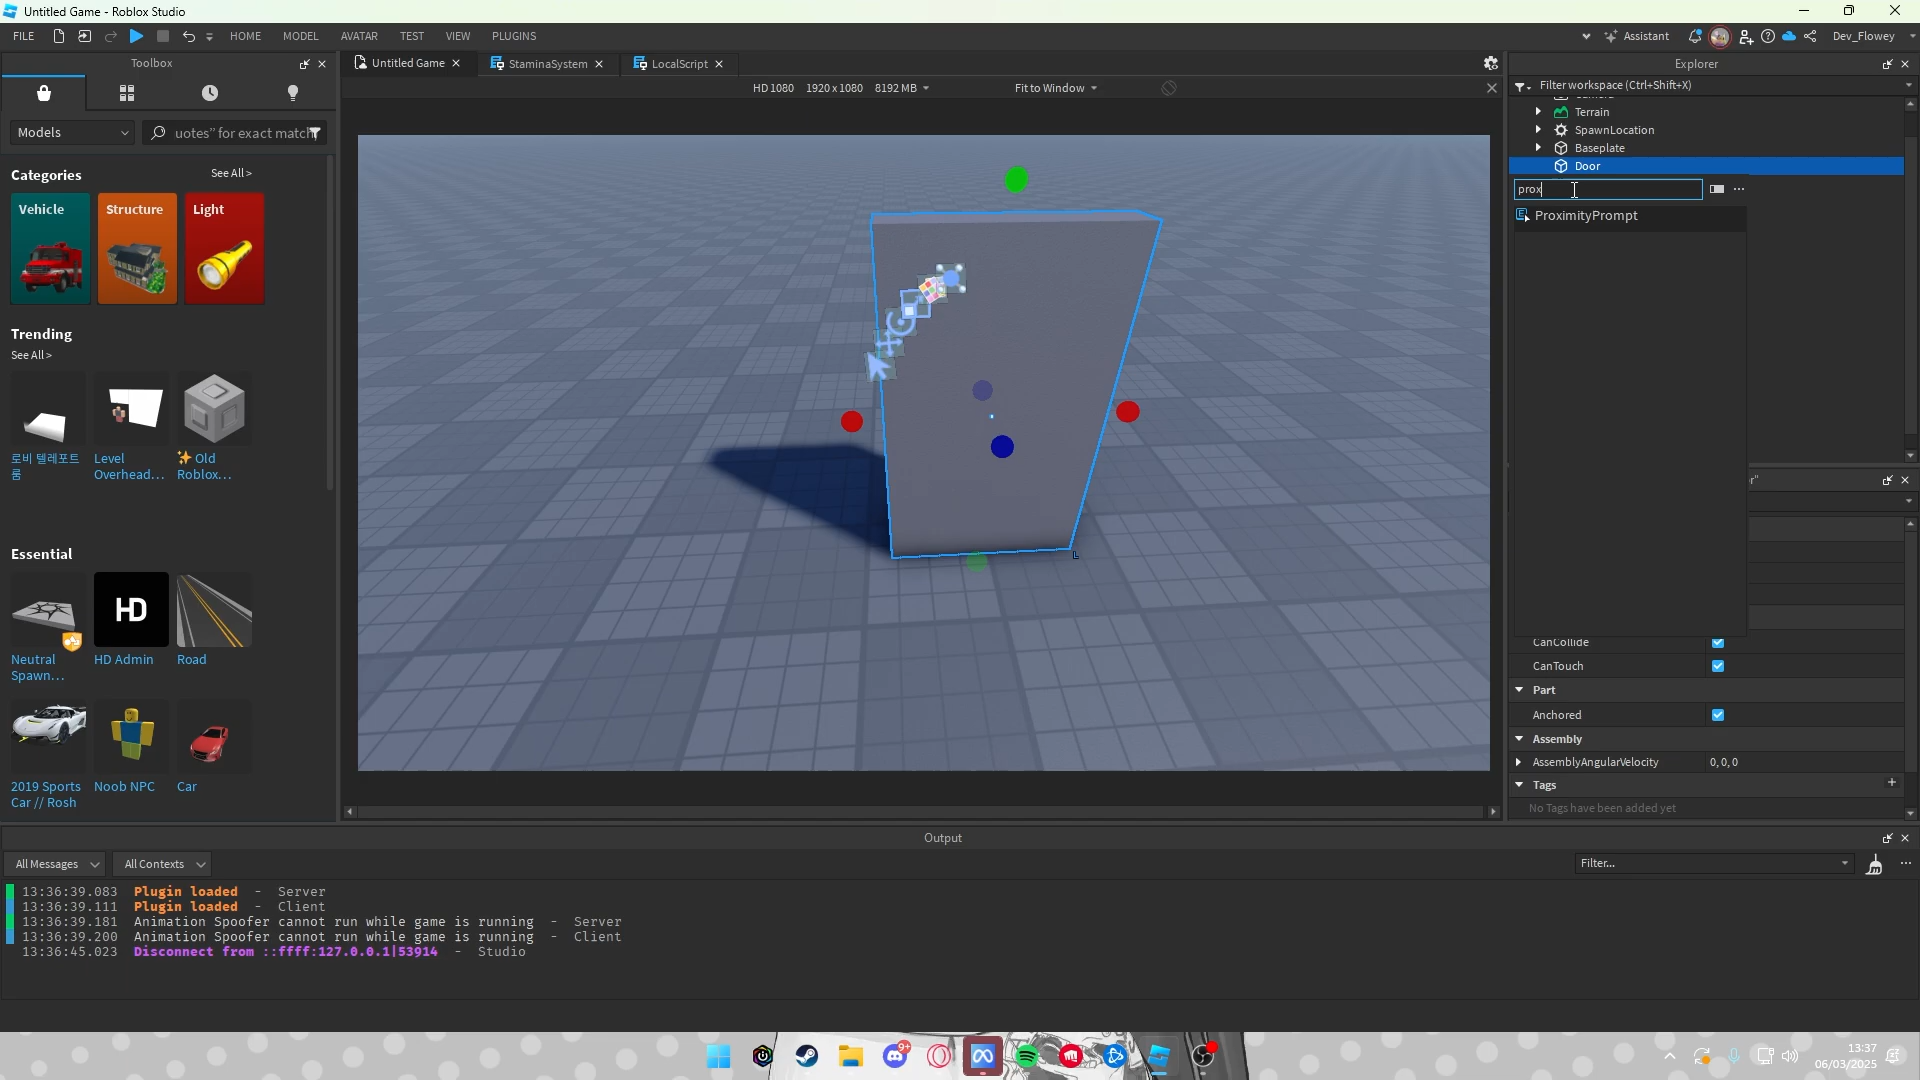 Untitled Game - Roblox Studio
FILE HOME MODEL AVATAR TEST VIEW PLUGINS Assistant Dev_Flowey
Toolbox
Untitled Game StaminaSystem LocalScript
Explorer
HD 1080 1920 x 1080 8192 MB Fit to Window
Filter workspace (Ctrl+Shift+X)
Terrain
SpawnLocation
Baseplate
Door
prox
ProximityPrompt
Models uotes” for exact match
Categories See All >
Vehicle Structure Light
Trending
See All >
로비 텔레포트 룸
Level Overhead...
✨ Old Roblox...
Essential
HD
Neutral Spawn...
HD Admin
Road
2019 Sports Car // Rosh
Noob NPC
Car
CanCollide
CanTouch
Part
Anchored
Assembly
AssemblyAngularVelocity 0, 0, 0
Tags
No Tags have been added yet
Output
All Messages All Contexts Filter...
13:36:39.083 Plugin loaded - Server
13:36:39.111 Plugin loaded - Client
13:36:39.181 Animation Spoofer cannot run while game is running - Server
13:36:39.200 Animation Spoofer cannot run while game is running - Client
13:36:45.023 Disconnect from ::ffff:127.0.0.1|53914 - Studio
9+
13:37
06/03/2025